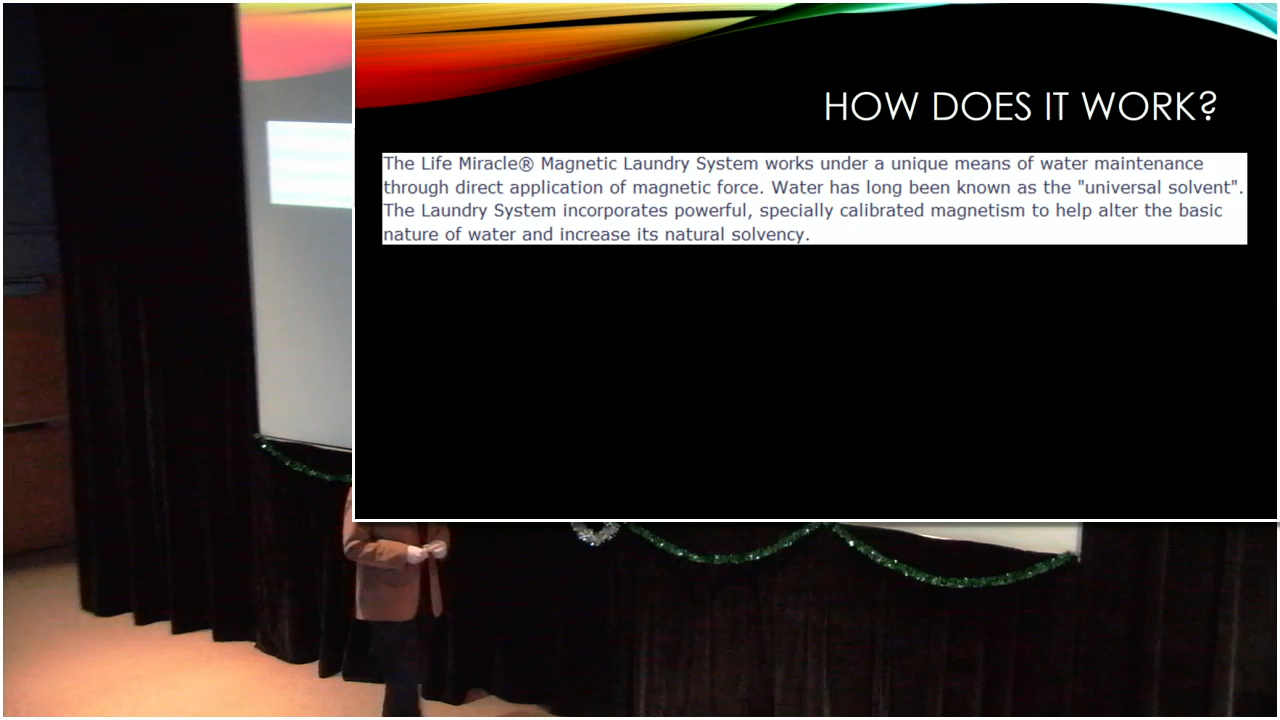 HOW DOES IT WORK?
The Life Miracle® Magnetic Laundry System works under a unique means of water maintenance
through direct application of magnetic force. Water has long been known as the "universal solvent".
The Laundry System incorporates powerful, specially calibrated magnetism to help alter the basic
nature of water and increase its natural solvency.